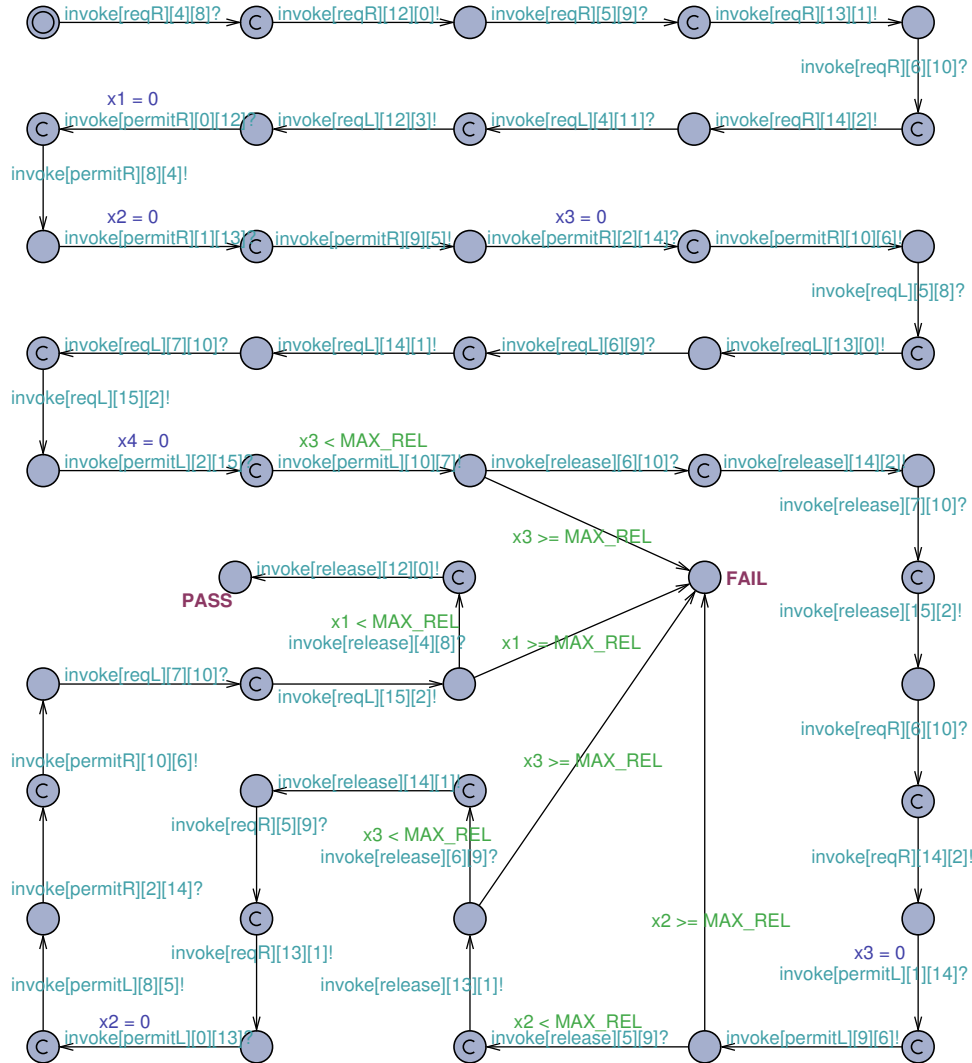 invoke[reqR][4][8]?
C
invoke[reqR][12][0]!
invoke[reqR][5][9]?
C
invoke[reqR][13][1]!
invoke[reqR][6][10]?
x1 = 0
C
invoke[permitR][0][12]?
invoke[reqL][12][3]!
C
invoke[reqL][4][11]?
invoke[reqR][14][2]!
C
invoke[permitR][8][4]!
x2 = 0
x3 = 0
invoke[permitR][1][13]?
C
invoke[permitR][9][5]!
invoke[permitR][2][14]?
C
invoke[permitR][10][6]!
invoke[reqL][5][8]?
C
invoke[reqL][7][10]?
invoke[reqL][14][1]!
C
invoke[reqL][6][9]?
invoke[reqL][13][0]!
C
invoke[reqL][15][2]!
x4 = 0
x3 < MAX_REL
invoke[permitL][2][15]?
C
invoke[permitL][10][7]!
invoke[release][6][10]?
C
invoke[release][14][2]!
invoke[release][7][10]?
x3 >= MAX_REL
invoke[release][12][0]!
C
FAIL
C
PASS
invoke[release][15][2]!
x1 < MAX_REL
invoke[release][4][8]?
x1 >= MAX_REL
invoke[reqL][7][10]?
C
invoke[reqL][15][2]!
invoke[reqR][6][10]?
invoke[permitR][10][6]!
x3 >= MAX_REL
C
invoke[release][14][1]!
C
C
invoke[reqR][5][9]?
x3 < MAX_REL
invoke[release][6][9]?
invoke[reqR][14][2]!
invoke[permitR][2][14]?
C
x2 >= MAX_REL
invoke[reqR][13][1]!
x3 = 0
invoke[permitL][1][14]?
invoke[permitL][8][5]!
invoke[release][13][1]!
x2 = 0
x2 < MAX_REL
C
invoke[permitL][0][13]?
C
invoke[release][5][9]?
invoke[permitL][9][6]!
C